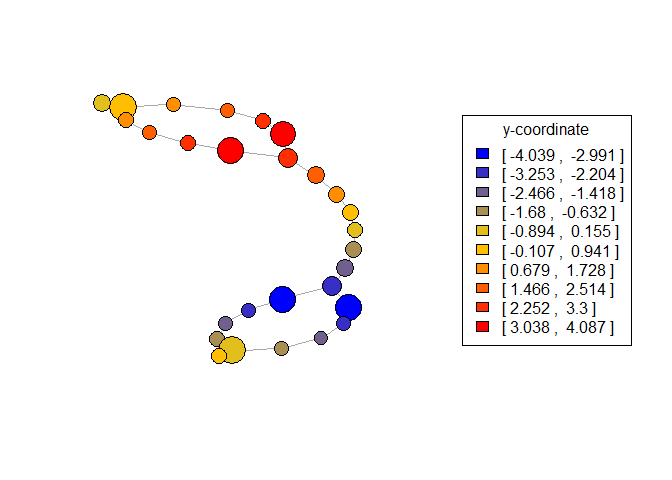 y-coordinate
[ -4.039 , -2.991 ]
[ -3.253 , -2.204 ]
[ -2.466 , -1.418 ]
[ -1.68 , -0.632 ]
[ -0.894 , 0.155 ]
[ -0.107 , 0.941 ]
[ 0.679 , 1.728 ]
[ 1.466 , 2.514 ]
[ 2.252 , 3.3 ]
[ 3.038 , 4.087 ]